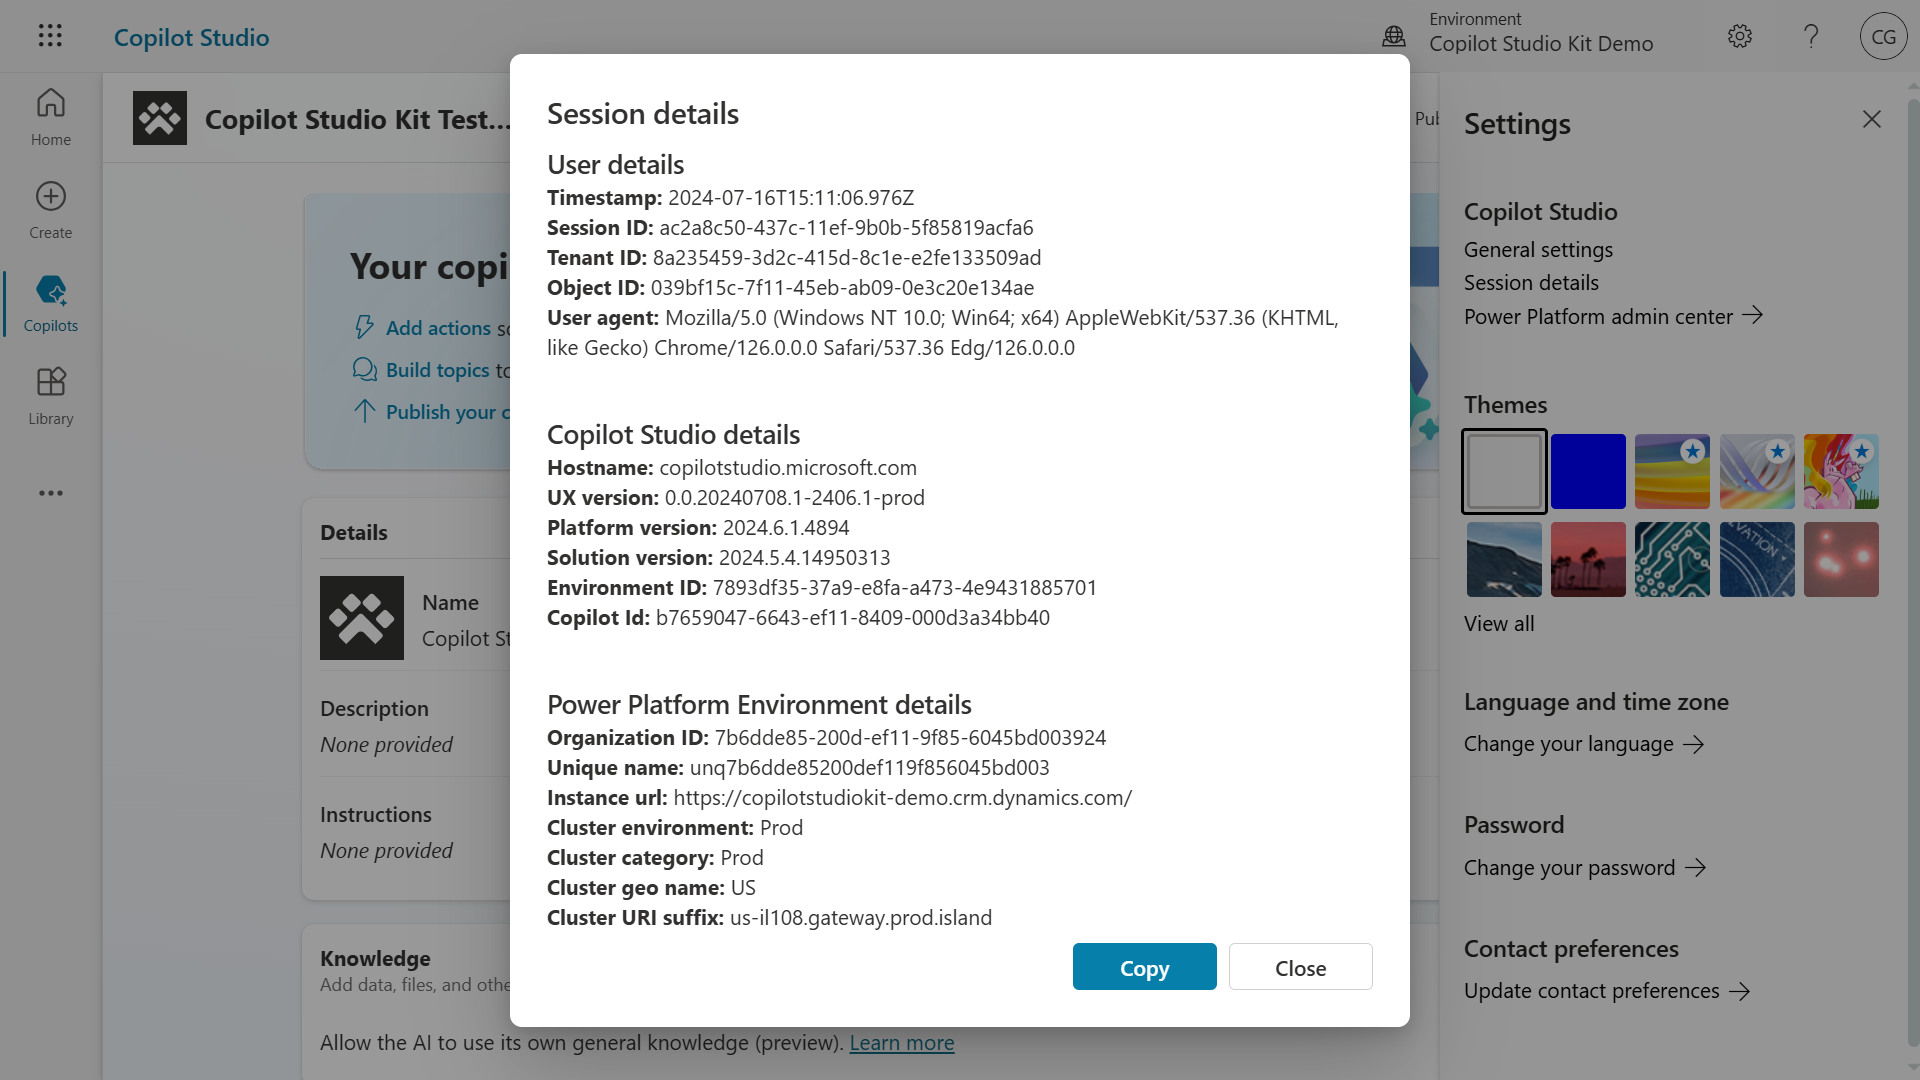 Copilot Studio
Environment
Copilot Studio Kit Demo
CG
Home
Create
Copilots
Library
Copilot Studio Kit Test...
Your copi
Add actions
Build topics to
Publish your c
Details
Name
Copilot St
Description
None provided
Instructions
None provided
Knowledge
Add data, files, and othe
Allow the AI to use its own general knowledge (preview). Learn more
Session details
User details
Timestamp: 2024-07-16T15:11:06.976Z
Session ID: ac2a8c50-437c-11ef-9b0b-5f85819acfa6
Tenant ID: 8a235459-3d2c-415d-8c1e-e2fe133509ad
Object ID: 039bf15c-7f11-45eb-ab09-0e3c20e134ae
User agent: Mozilla/5.0 (Windows NT 10.0; Win64; x64) AppleWebKit/537.36 (KHTML,
like Gecko) Chrome/126.0.0.0 Safari/537.36 Edg/126.0.0.0
Copilot Studio details
Hostname: copilotstudio.microsoft.com
UX version: 0.0.20240708.1-2406.1-prod
Platform version: 2024.6.1.4894
Solution version: 2024.5.4.14950313
Environment ID: 7893df35-37a9-e8fa-a473-4e9431885701
Copilot Id: b7659047-6643-ef11-8409-000d3a34bb40
Power Platform Environment details
Organization ID: 7b6dde85-200d-ef11-9f85-6045bd003924
Unique name: unq7b6dde85200def119f856045bd003
Instance url: https://copilotstudiokit-demo.crm.dynamics.com/
Cluster environment: Prod
Cluster category: Prod
Cluster geo name: US
Cluster URI suffix: us-il108.gateway.prod.island
Copy
Close
Pub
Settings
Copilot Studio
General settings
Session details
Power Platform admin center
Themes
VATION
View all
Language and time zone
Change your language
Password
Change your password
Contact preferences
Update contact preferences